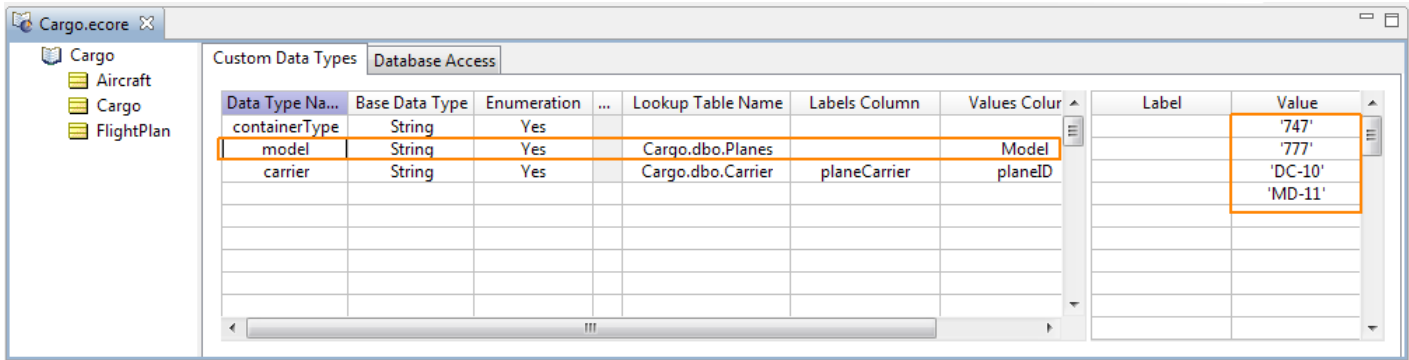 Cargo.ecore
Cargo
Aircraft
Cargo
FlightPlan
Custom Data Types Database Access
Data Type Na... Base Data Type Enumeration ... Lookup Table Name Labels Column Values Colur Label Value
containerType String Yes '747'
model String Yes Cargo.dbo.Planes Model '777'
carrier String Yes Cargo.dbo.Carrier planeCarrier planeID 'DC-10'
'MD-11'